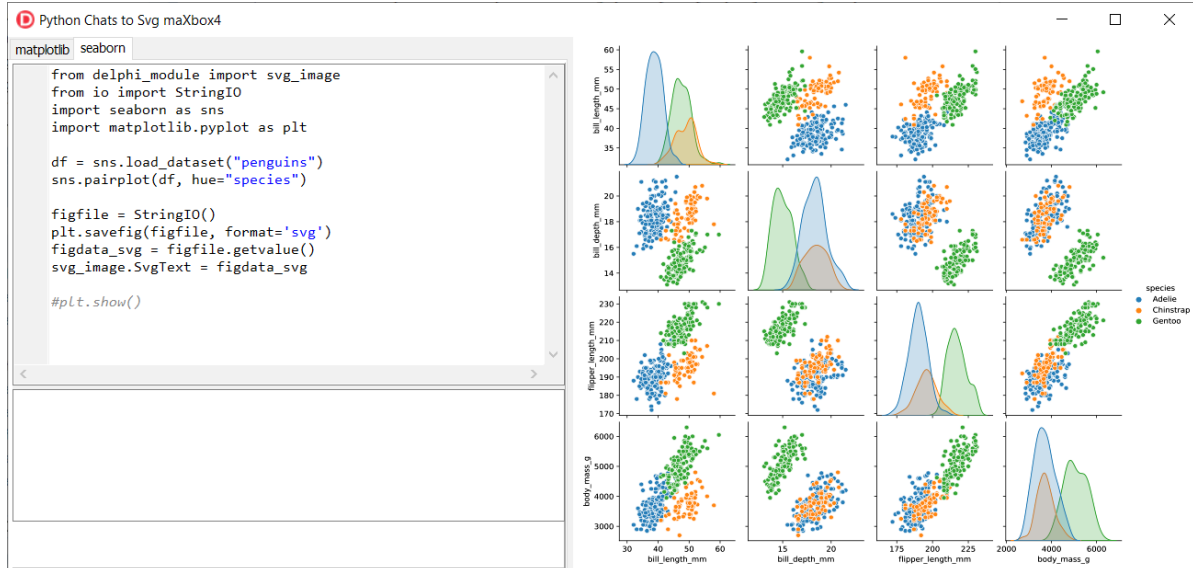 Python Chats to Svg maXbox4
matplotlib seaborn
from delphi_module import svg_image
from io import StringIO
import seaborn as sns
import matplotlib.pyplot as plt
df = sns.load_dataset("penguins")
sns.pairplot(df, hue="species")
figfile = StringIO()
plt.savefig(figfile, format='svg')
figdata_svg = figfile.getvalue()
svg_image.SvgText = figdata_svg
#plt.show()
bill_length_mm
60
55
50
45
40
35
bill_depth_mm
20
18
16
14
flipper_length_mm
230
220
210
200
190
180
170
body_mass_g
6000
5000
4000
3000
30 40 50 60
bill_length_mm
15 20
bill_depth_mm
175 200 225
flipper_length_mm
2000 4000 6000
body_mass_g
species
Adelie
Chinstrap
Gentoo